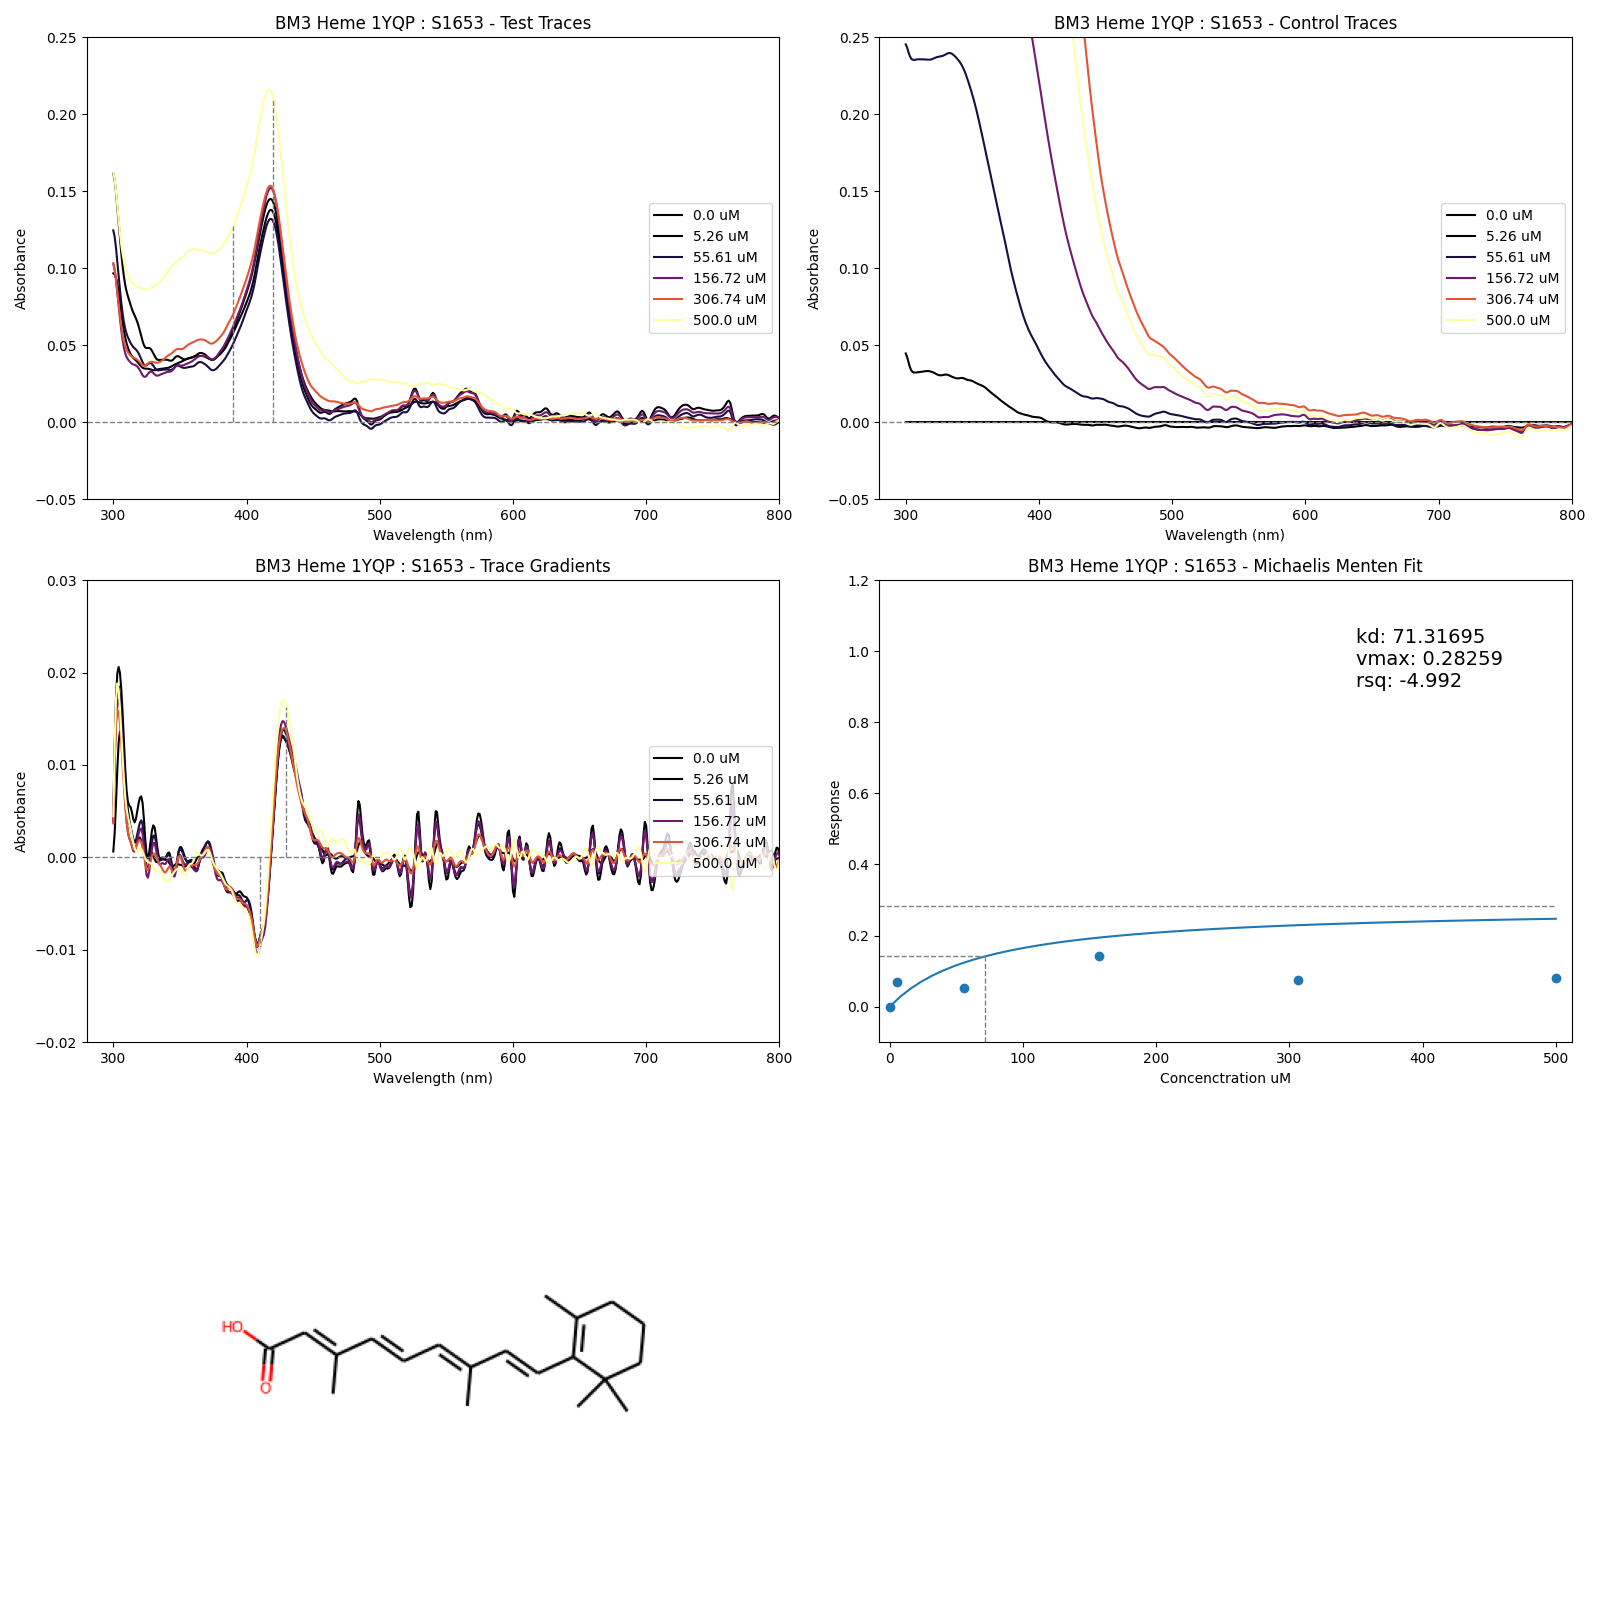 BM3 Heme 1YQP : S1653 - Test Traces
0.25
0.20
0.15
0.10
0.05
0.00
−0.05
Absorbance
300 400 500 600 700 800
Wavelength (nm)
0.0 uM
5.26 uM
55.61 uM
156.72 uM
306.74 uM
500.0 uM
BM3 Heme 1YQP : S1653 - Control Traces
0.25
0.20
0.15
0.10
0.05
0.00
−0.05
Absorbance
300 400 500 600 700 800
Wavelength (nm)
0.0 uM
5.26 uM
55.61 uM
156.72 uM
306.74 uM
500.0 uM
BM3 Heme 1YQP : S1653 - Trace Gradients
0.03
0.02
0.01
0.00
−0.01
−0.02
Absorbance
300 400 500 600 700 800
Wavelength (nm)
0.0 uM
5.26 uM
55.61 uM
156.72 uM
306.74 uM
500.0 uM
BM3 Heme 1YQP : S1653 - Michaelis Menten Fit
1.2
1.0
0.8
0.6
0.4
0.2
0.0
Response
0 100 200 300 400 500
Concenctration uM
kd: 71.31695
vmax: 0.28259
rsq: -4.992
HO
O